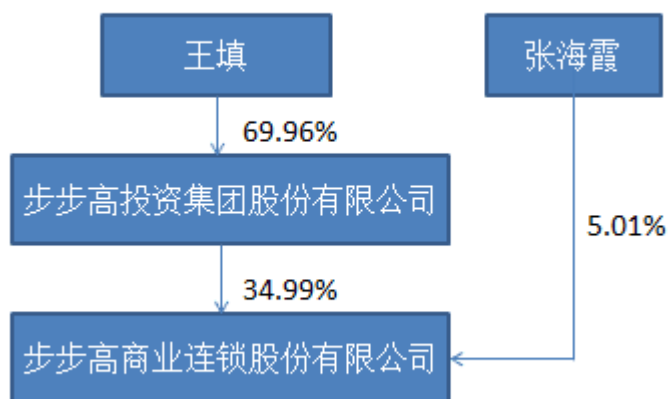 王填
张海霞
69.96%
步步高投资集团股份有限公司
5.01%
34.99%
步步高商业连锁股份有限公司